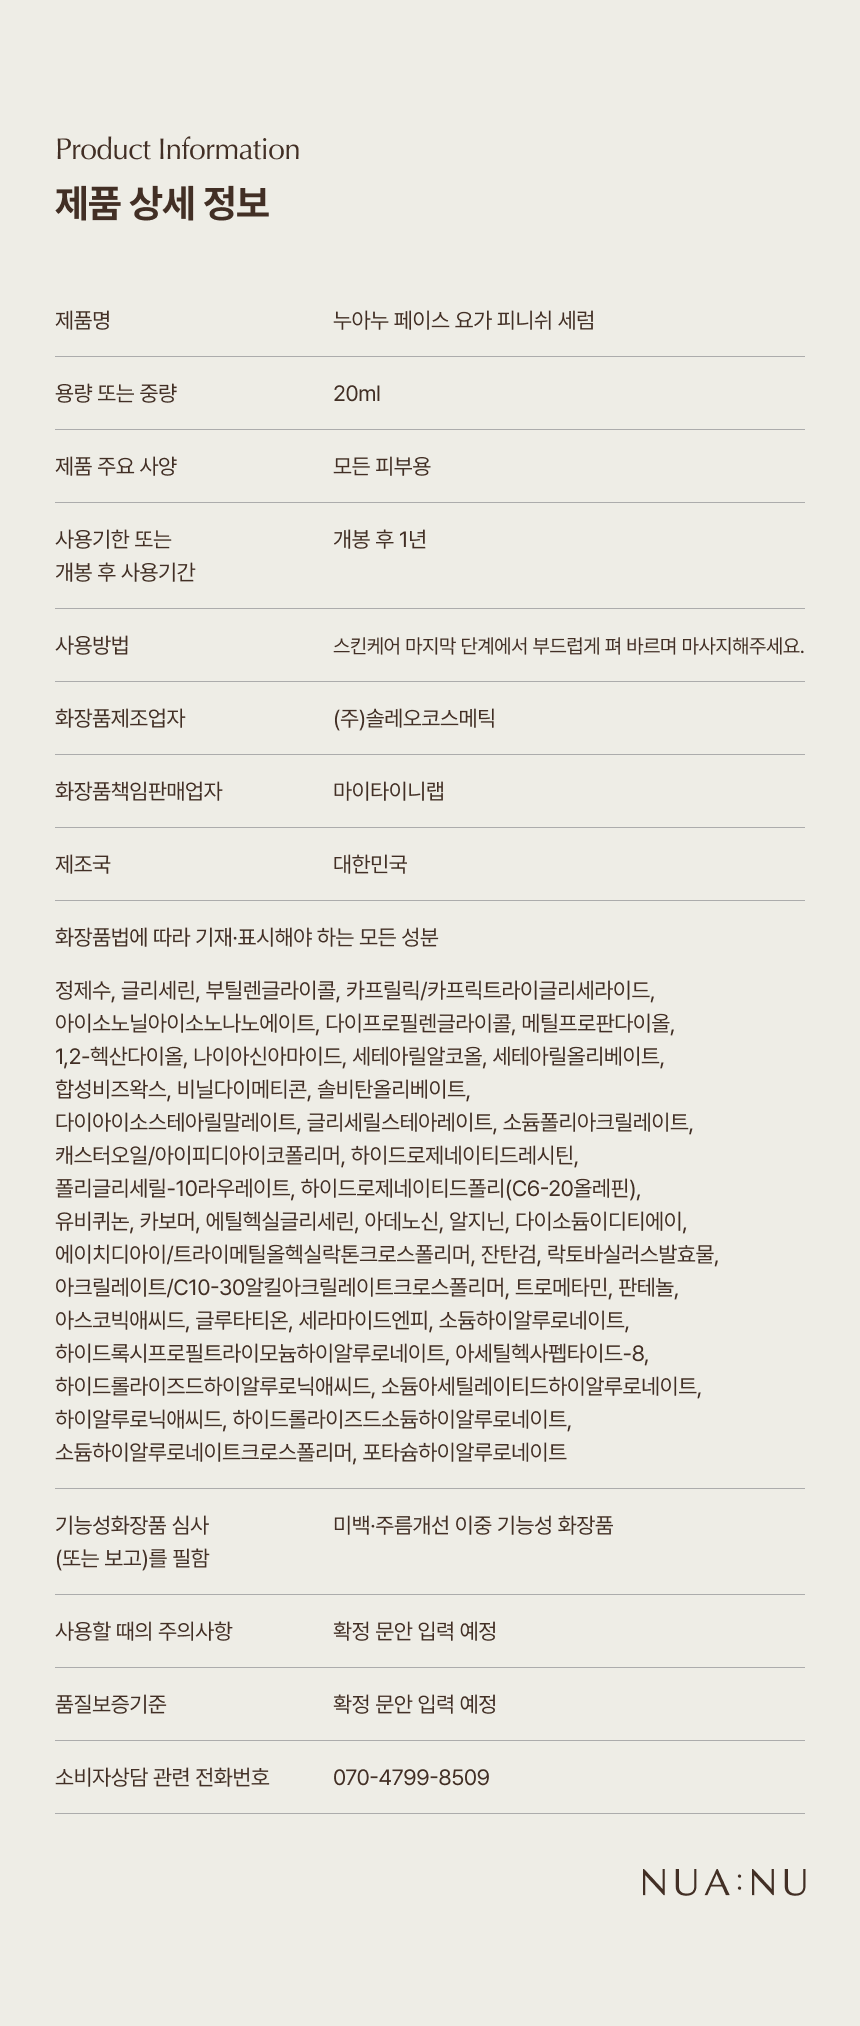 Product Information
제품 상세 정보
제품명 누아누 페이스 요가 피니쉬 세럼
용량 또는 중량 20ml
제품 주요 사양 모든 피부용
사용기한 또는 개봉 후 1년
개봉 후 사용기간
사용방법 스킨케어 마지막 단계에서 부드럽게 펴 바르며 마사지해주세요.
화장품제조업자 (주)솔레오코스메틱
화장품책임판매업자 마이타이니랩
제조국 대한민국
화장품법에 따라 기재·표시해야 하는 모든 성분
정제수, 글리세린, 부틸렌글라이콜, 카프릴릭/카프릭트라이글리세라이드,
아이소노닐아이소노나노에이트, 다이프로필렌글라이콜, 메틸프로판다이올,
1,2-헥산다이올, 나이아신아마이드, 세테아릴알코올, 세테아릴올리베이트,
합성비즈왁스, 비닐다이메티콘, 솔비탄올리베이트,
다이아이소스테아릴말레이트, 글리세릴스테아레이트, 소듐폴리아크릴레이트,
캐스터오일/아이피디아이코폴리머, 하이드로제네이티드레시틴,
폴리글리세릴-10라우레이트, 하이드로제네이티드폴리(C6-20올레핀),
유비퀴논, 카보머, 에틸헥실글리세린, 아데노신, 알지닌, 다이소듐이디티에이,
에이치디아이/트라이메틸올헥실락톤크로스폴리머, 잔탄검, 락토바실러스발효물,
아크릴레이트/C10-30알킬아크릴레이트크로스폴리머, 트로메타민, 판테놀,
아스코빅애씨드, 글루타티온, 세라마이드엔피, 소듐하이알루로네이트,
하이드록시프로필트라이모늄하이알루로네이트, 아세틸헥사펩타이드-8,
하이드롤라이즈드하이알루로닉애씨드, 소듐아세틸레이티드하이알루로네이트,
하이알루로닉애씨드, 하이드롤라이즈드소듐하이알루로네이트,
소듐하이알루로네이트크로스폴리머, 포타슘하이알루로네이트
기능성화장품 심사 미백·주름개선 이중 기능성 화장품
(또는 보고)를 필함
사용할 때의 주의사항 확정 문안 입력 예정
품질보증기준 확정 문안 입력 예정
소비자상담 관련 전화번호 070-4799-8509
NUA:NU